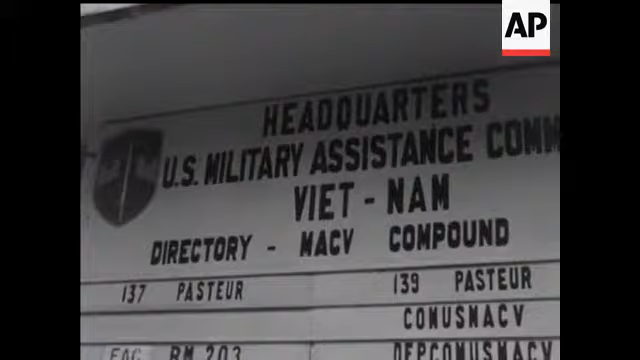 AP
HEADQUARTERS
U.S. MILITARY ASSISTANCE COMM
VIET - NAM
DIRECTORY - MACV COMPOUND
137 PASTEUR 139 PASTEUR
COMUSMACV
RM 203 DEPCOMUSMACV